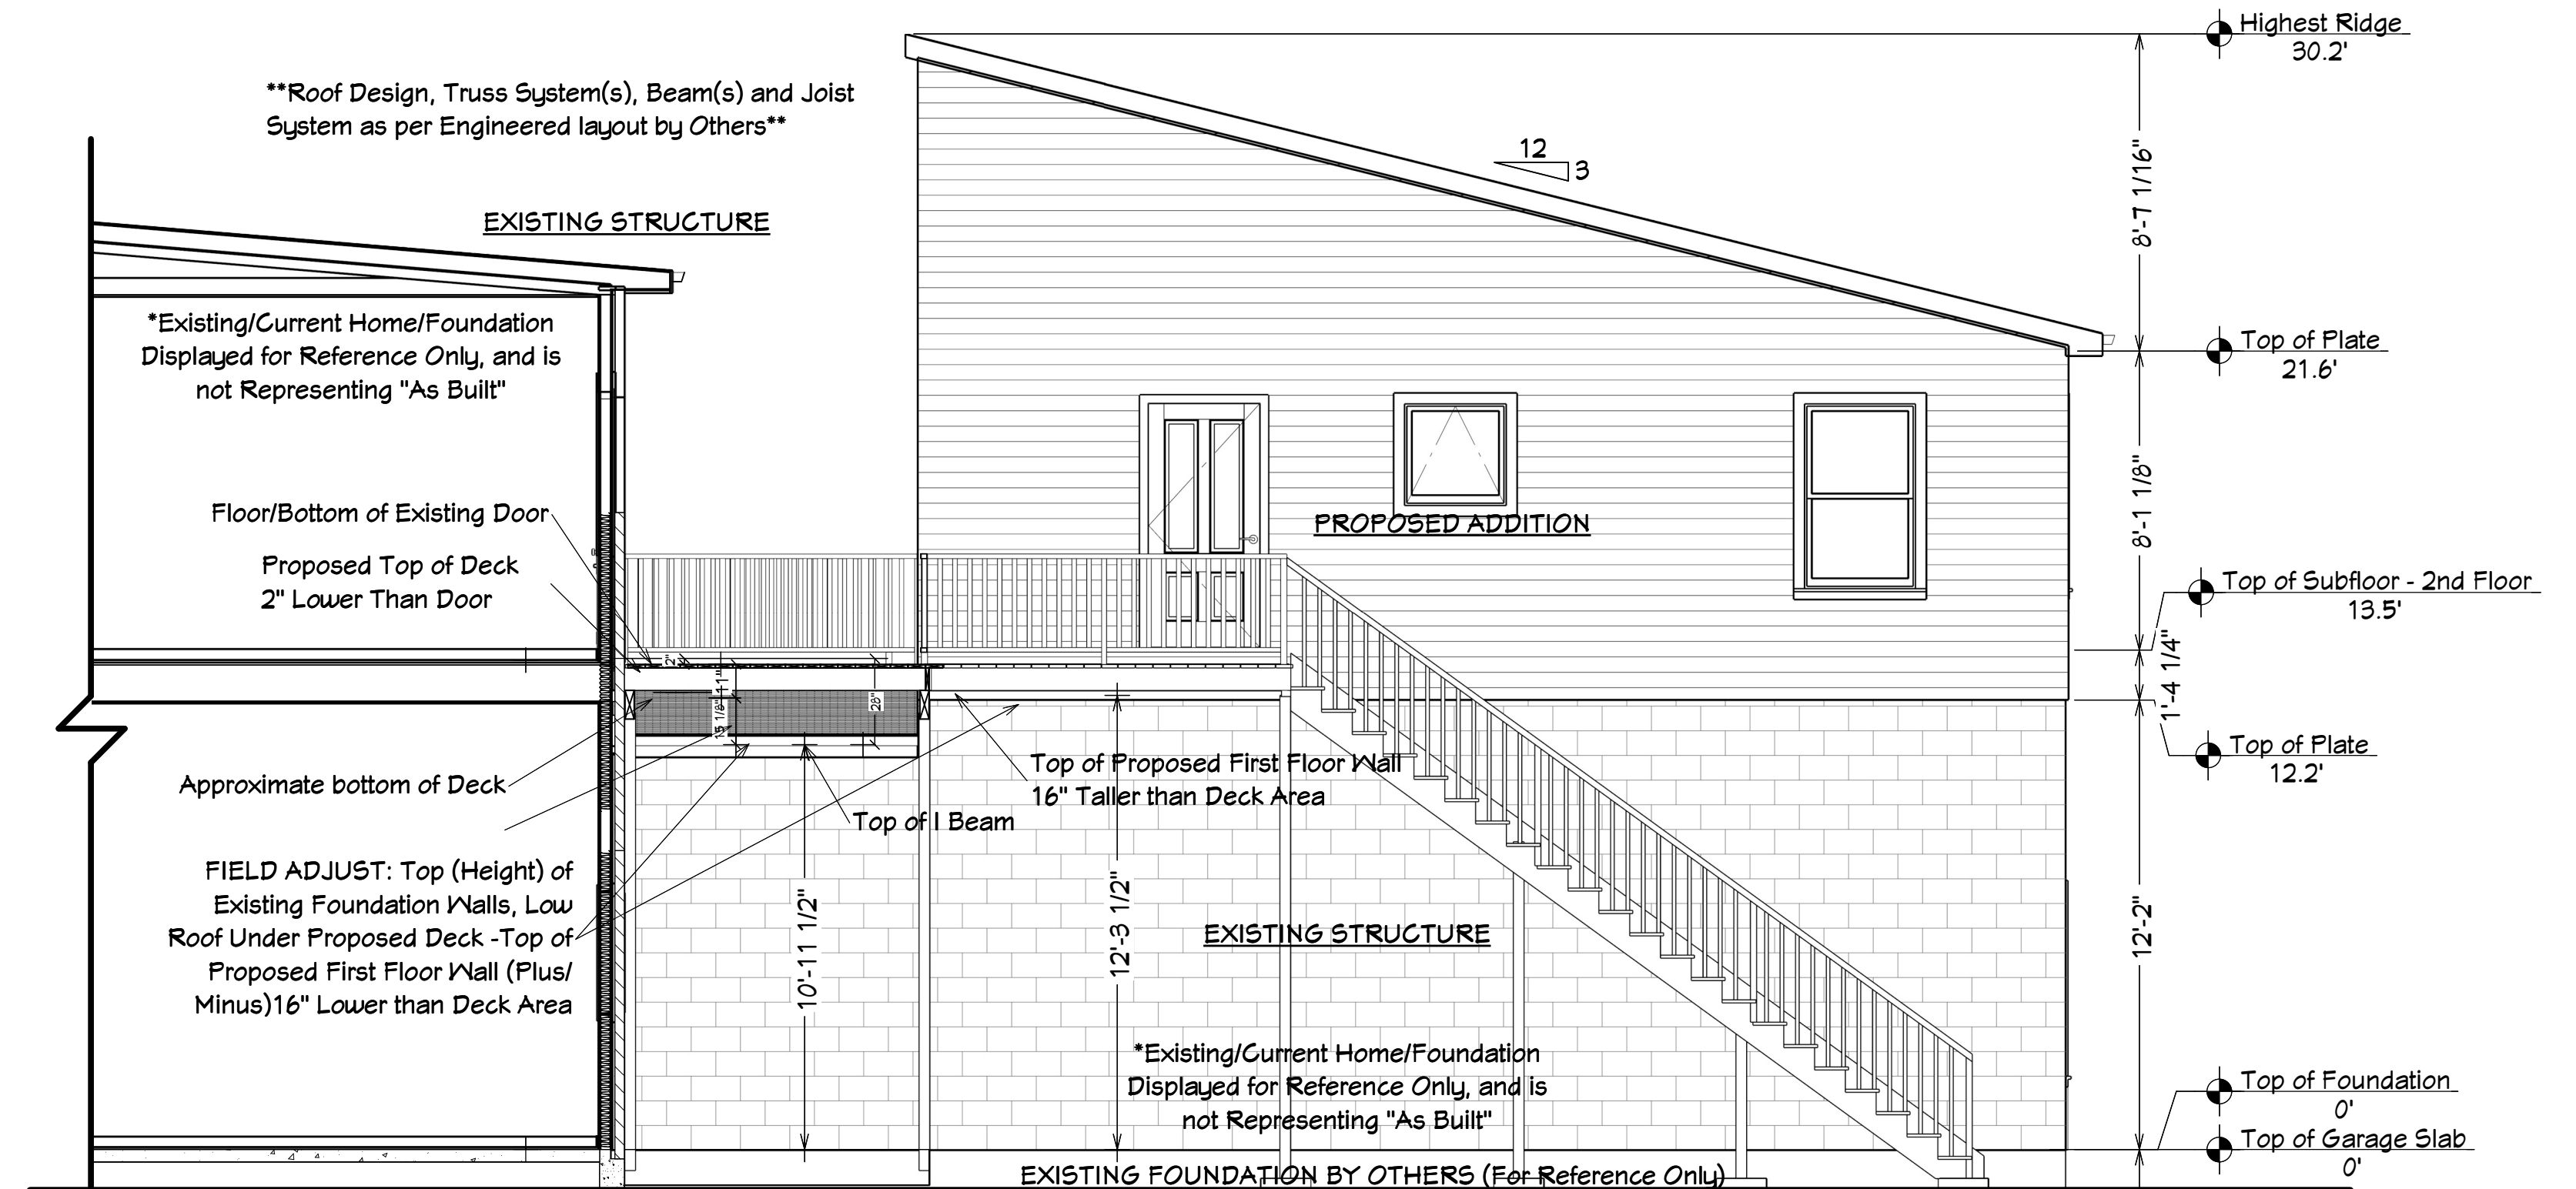 Highest Ridge
30.2'
**Roof Design, Truss System(s), Beam(s) and Joist
System as per Engineered layout by Others**
12
3
8'-7 1/16"
EXISTING STRUCTURE
*Existing/Current Home/Foundation
Displayed for Reference Only, and is
not Representing "As Built"
Top of Plate
21.6'
Floor/Bottom of Existing Door
PROPOSED ADDITION
8'-1 1/8"
Proposed Top of Deck
2" Lower Than Door
Top of Subfloor - 2nd Floor
13.5'
2"
11"
28"
15 1/8"
1'-4 1/4"
Approximate bottom of Deck
Top of Proposed First Floor Wall
16" Taller than Deck Area
Top of I Beam
Top of Plate
12.2'
FIELD ADJUST: Top (Height) of
Existing Foundation Walls, Low
Roof Under Proposed Deck -Top of
Proposed First Floor Wall (Plus/
Minus)16" Lower than Deck Area
10'-11 1/2"
12'-3 1/2"
EXISTING STRUCTURE
12'-2"
*Existing/Current Home/Foundation
Displayed for Reference Only, and is
not Representing "As Built"
Top of Foundation
0'
Top of Garage Slab
0'
EXISTING FOUNDATION BY OTHERS (For Reference Only)